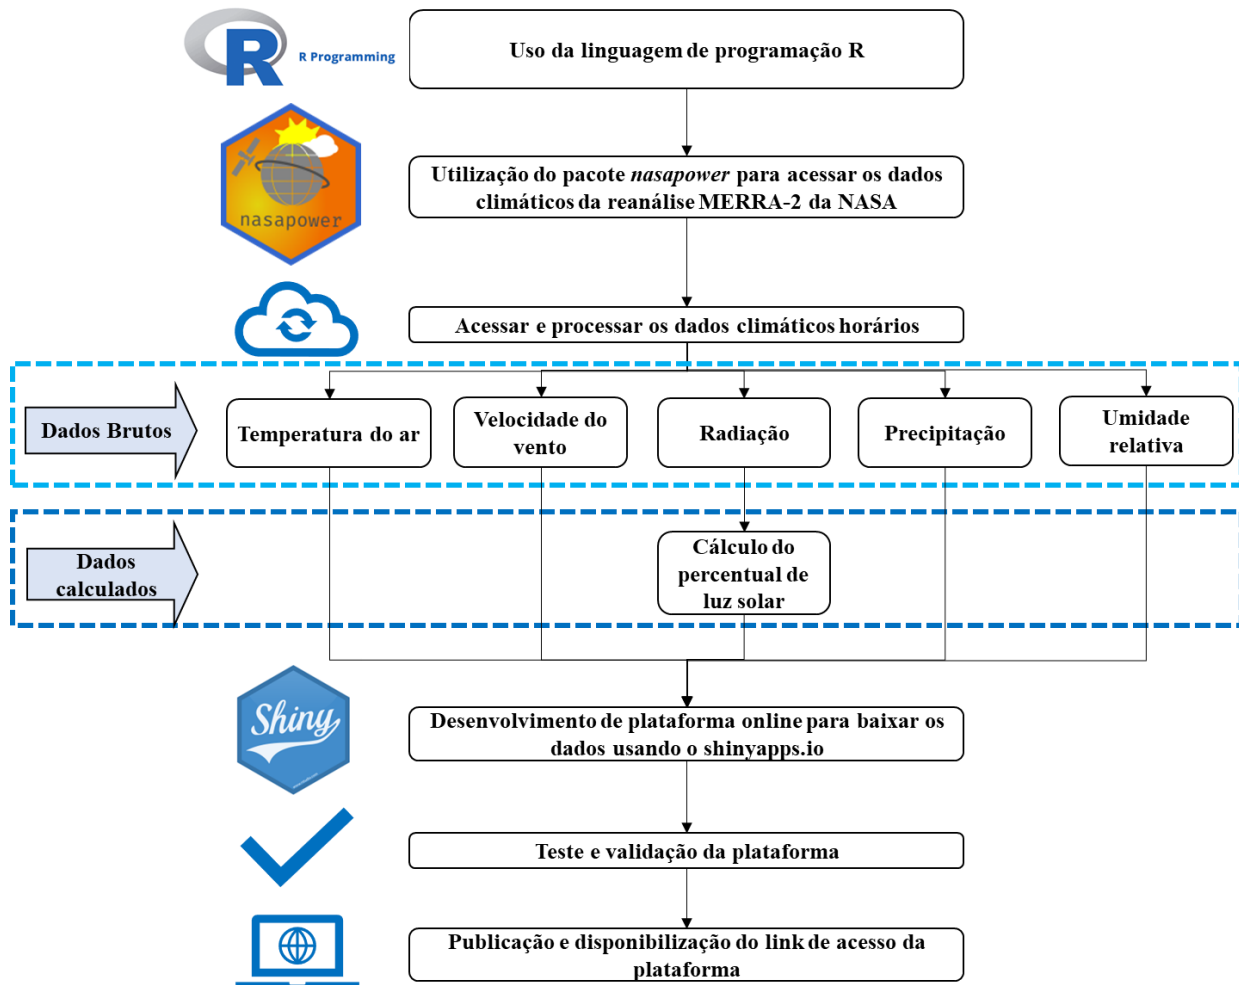 R
R Programming
Uso da linguagem de programação R
nasapower
Utilização do pacote nasapower para acessar os dados
climáticos da reanálise MERRA-2 da NASA
Acessar e processar os dados climáticos horários
Dados Brutos
Temperatura do ar
Velocidade do
vento
Radiação
Precipitação
Umidade
relativa
Dados
calculados
Cálculo do
percentual de
luz solar
Shiny
Desenvolvimento de plataforma online para baixar os
dados usando o shinyapps.io
Teste e validação da plataforma
Publicação e disponibilização do link de acesso da
plataforma